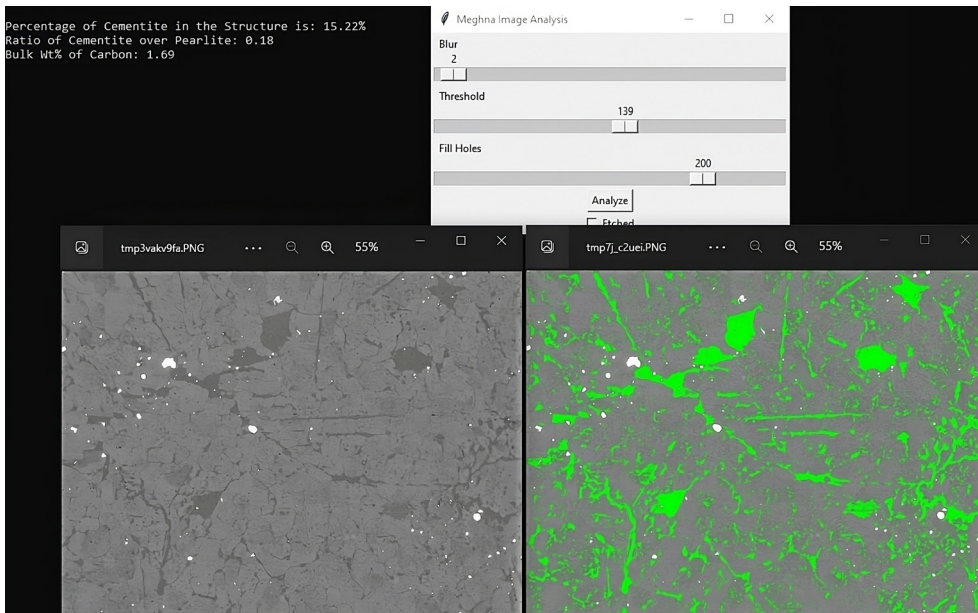 Percentage of Cementite in the Structure is: 15.22%
Ratio of Cementite over Pearlite: 0.18
Bulk Wt% of Carbon: 1.69
Meghna Image Analysis
Blur
2
Threshold
139
Fill Holes
200
Analyze
Etched
tmp3vakv9fa.PNG ... 55%
tmp7j_c2uei.PNG ... 55%